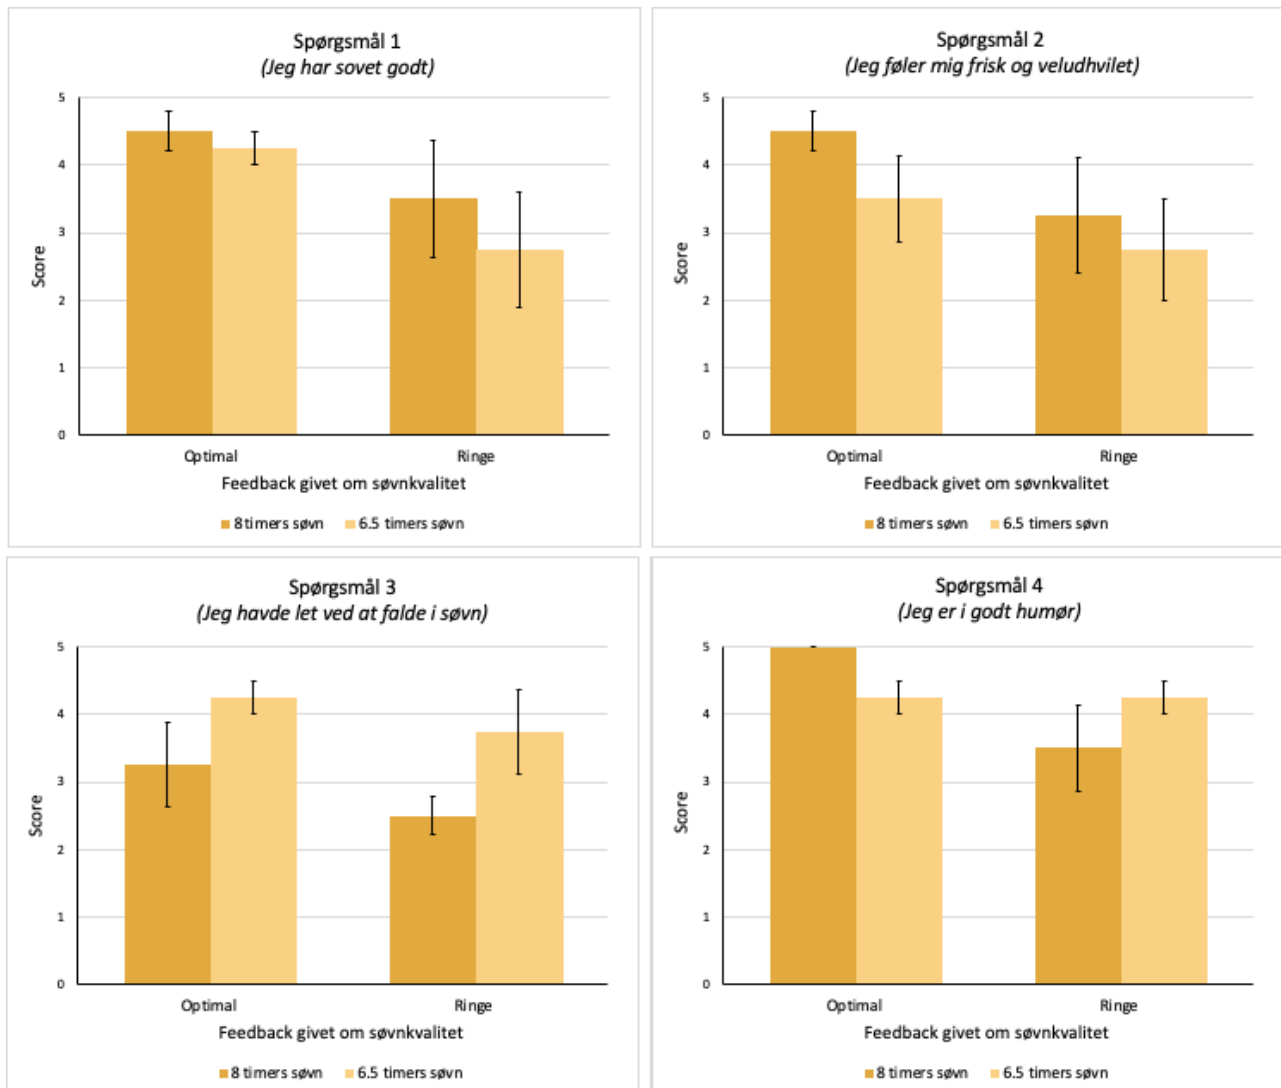 Spørgsmål 1
(Jeg har sovet godt)
5
4
3
2
1
0
Score
Optimal
Ringe
Feedback givet om søvnkvalitet
8 timers søvn
6.5 timers søvn
Spørgsmål 2
(Jeg føler mig frisk og veludhvilet)
5
4
3
2
1
0
Score
Optimal
Ringe
Feedback givet om søvnkvalitet
8 timers søvn
6.5 timers søvn
Spørgsmål 3
(Jeg havde let ved at falde i søvn)
5
4
3
2
1
0
Score
Optimal
Ringe
Feedback givet om søvnkvalitet
8 timers søvn
6.5 timers søvn
Spørgsmål 4
(Jeg er i godt humør)
5
4
3
2
1
0
Score
Optimal
Ringe
Feedback givet om søvnkvalitet
8 timers søvn
6.5 timers søvn